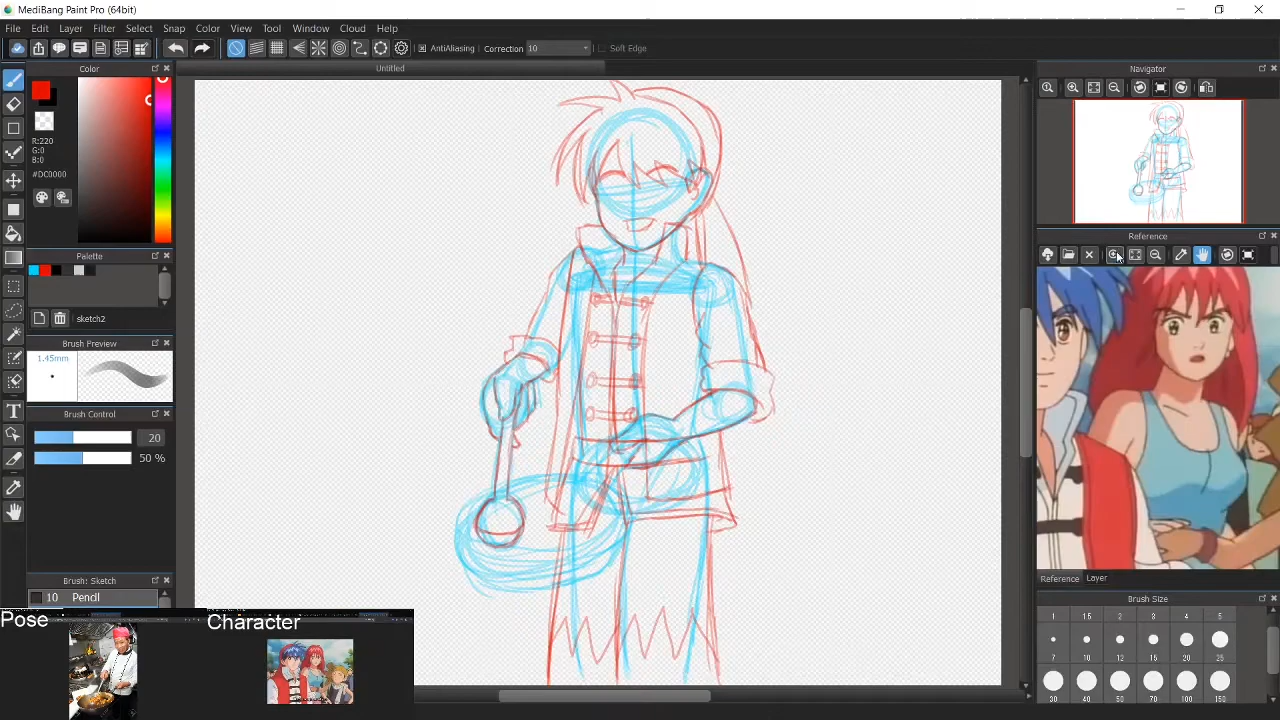 MediBang Paint Pro (64bit)
File Edit Layer Filter Select Snap Color View Tool Window Cloud Help
AntiAliasing Correction 10 Soft Edge
Color
Untitled
Navigator
R:220
G:0
B:0
#DC0000
Reference
Palette
sketch2
Brush Preview
1.45mm
Brush Control
20
50 %
Reference Layer
Brush: Sketch
10 Pencil
Brush Size
1 1.5 2 3 5
7 10 12 15 20 25
30 40 50 70 100 150
Pose
Character